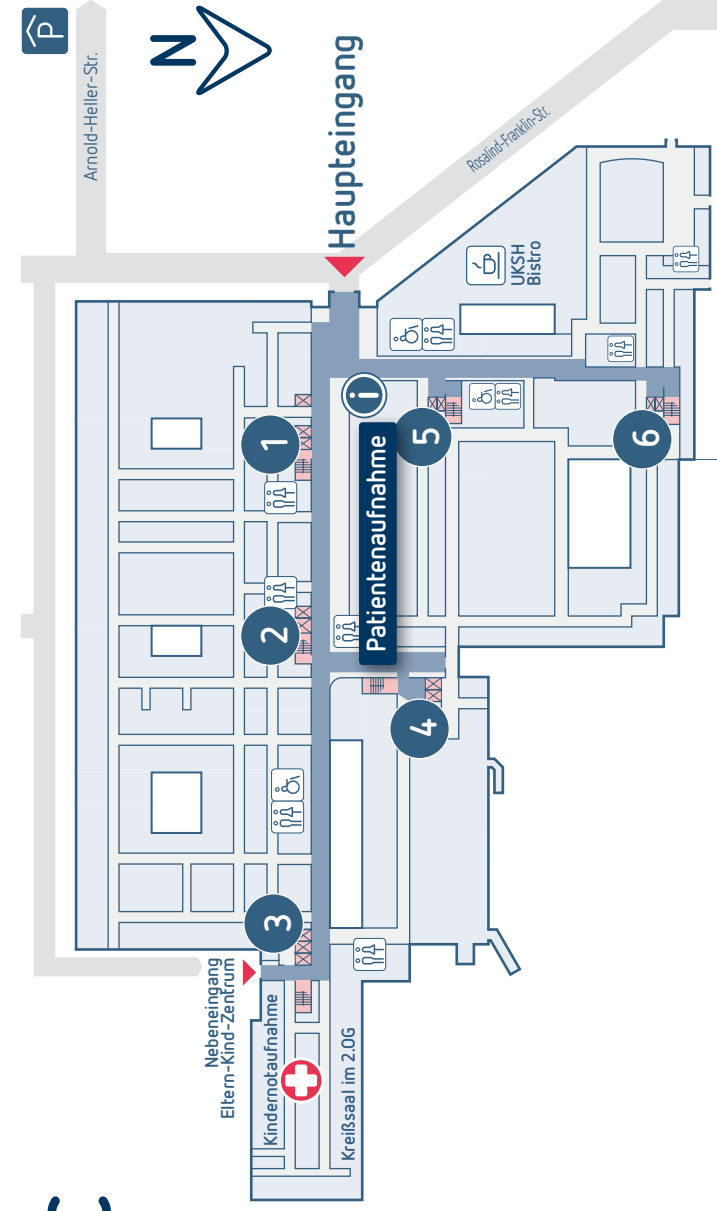 P
Arnold-Heller-Str.
N
Haupteingang
Rosalind-Franklin-Str.
UKSH
Bistro
i
Patientenaufnahme
1
2
3
4
5
6
Nebeneingang
Eltern-Kind-Zentrum
Kindernotaufnahme
Kreißsaal im 2.OG